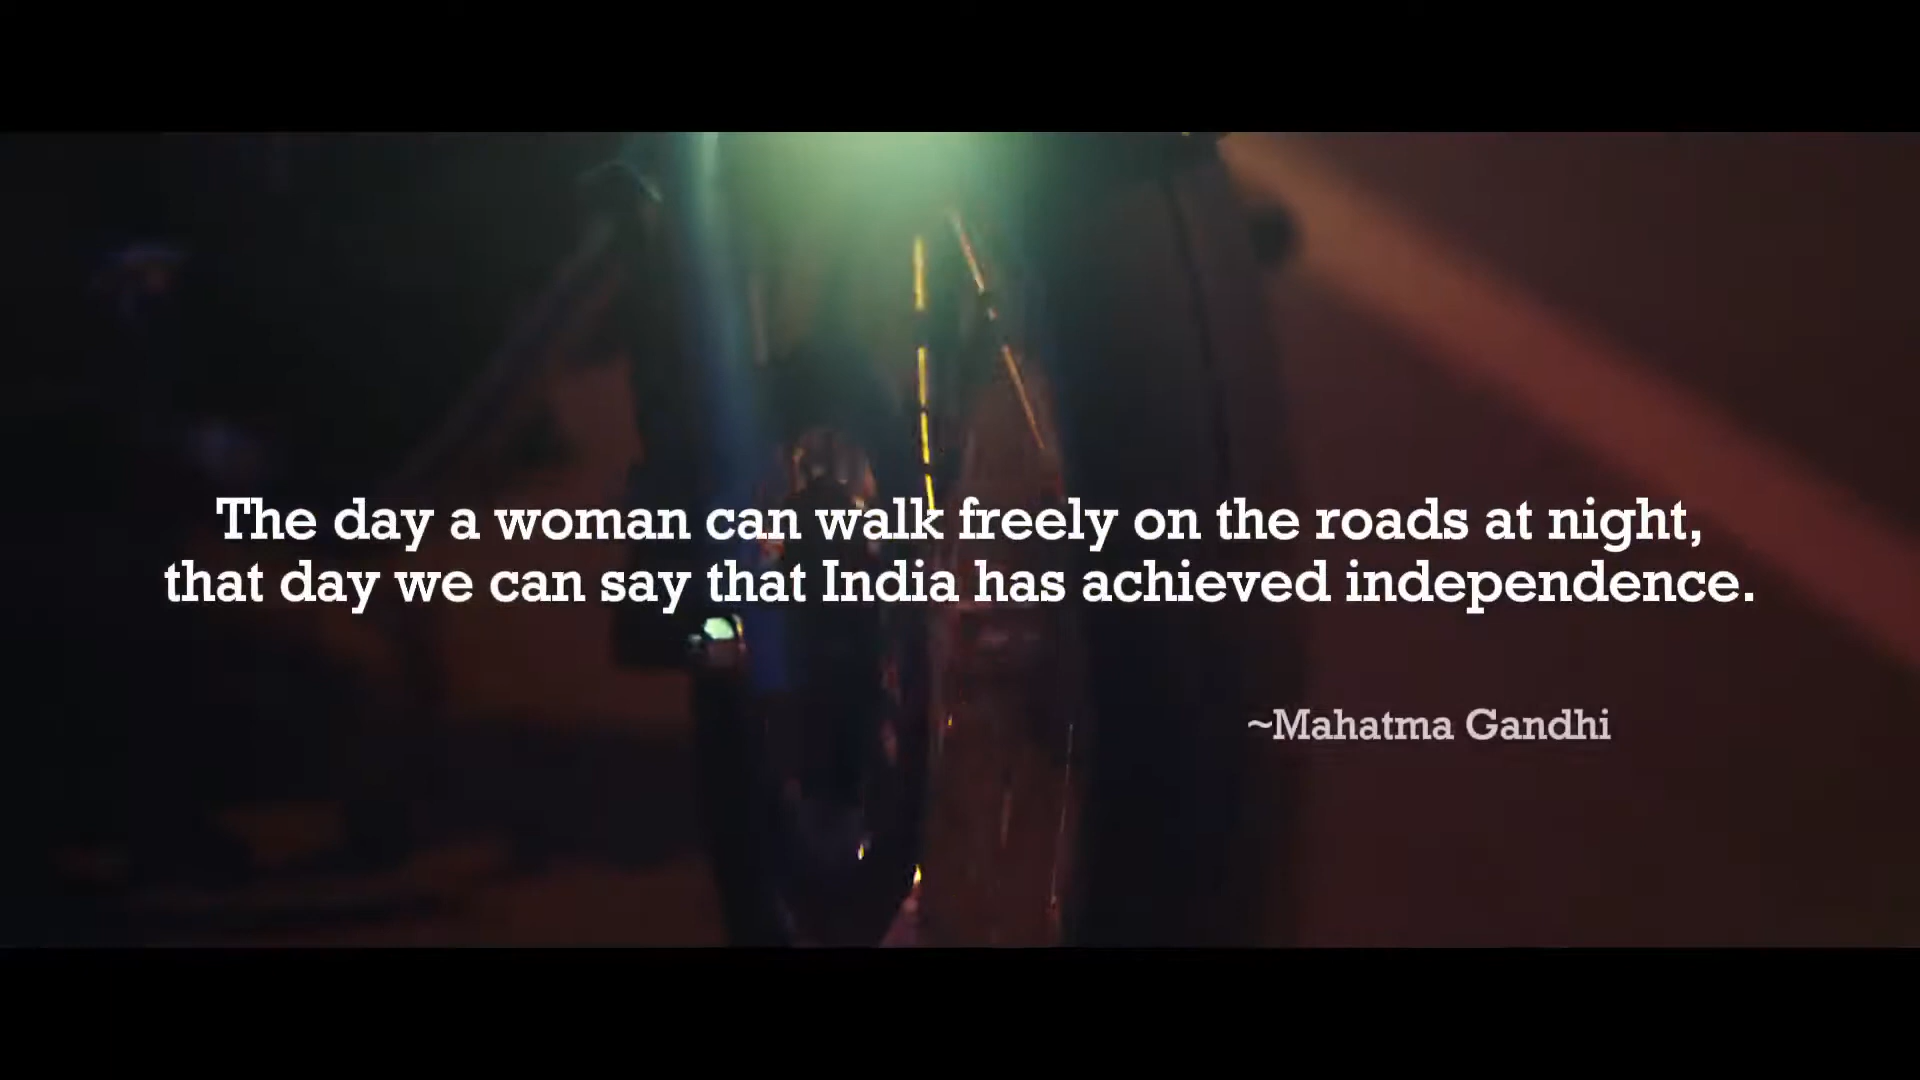 The day a woman can walk freely on the roads at night,
that day we can say that India has achieved independence.
~Mahatma Gandhi